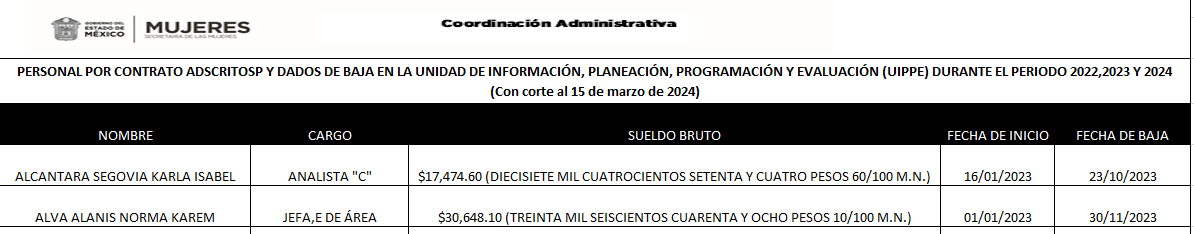 GOBIERNO DEL
ESTADO DE
MÉXICO
MUJERES
SECRETARÍA DE LAS MUJERES
Coordinación Administrativa
PERSONAL POR CONTRATO ADSCRITOSP Y DADOS DE BAJA EN LA UNIDAD DE INFORMACIÓN, PLANEACIÓN, PROGRAMACIÓN Y EVALUACIÓN (UIPPE) DURANTE EL PERIODO 2022,2023 Y 2024
(Con corte al 15 de marzo de 2024)
NOMBRE CARGO SUELDO BRUTO FECHA DE INICIO FECHA DE BAJA
ALCANTARA SEGOVIA KARLA ISABEL ANALISTA "C" $17,474.60 (DIECISIETE MIL CUATROCIENTOS SETENTA Y CUATRO PESOS 60/100 M.N.) 16/01/2023 23/10/2023
ALVA ALANIS NORMA KAREM JEFA,E DE ÁREA $30,648.10 (TREINTA MIL SEISCIENTOS CUARENTA Y OCHO PESOS 10/100 M.N.) 01/01/2023 30/11/2023